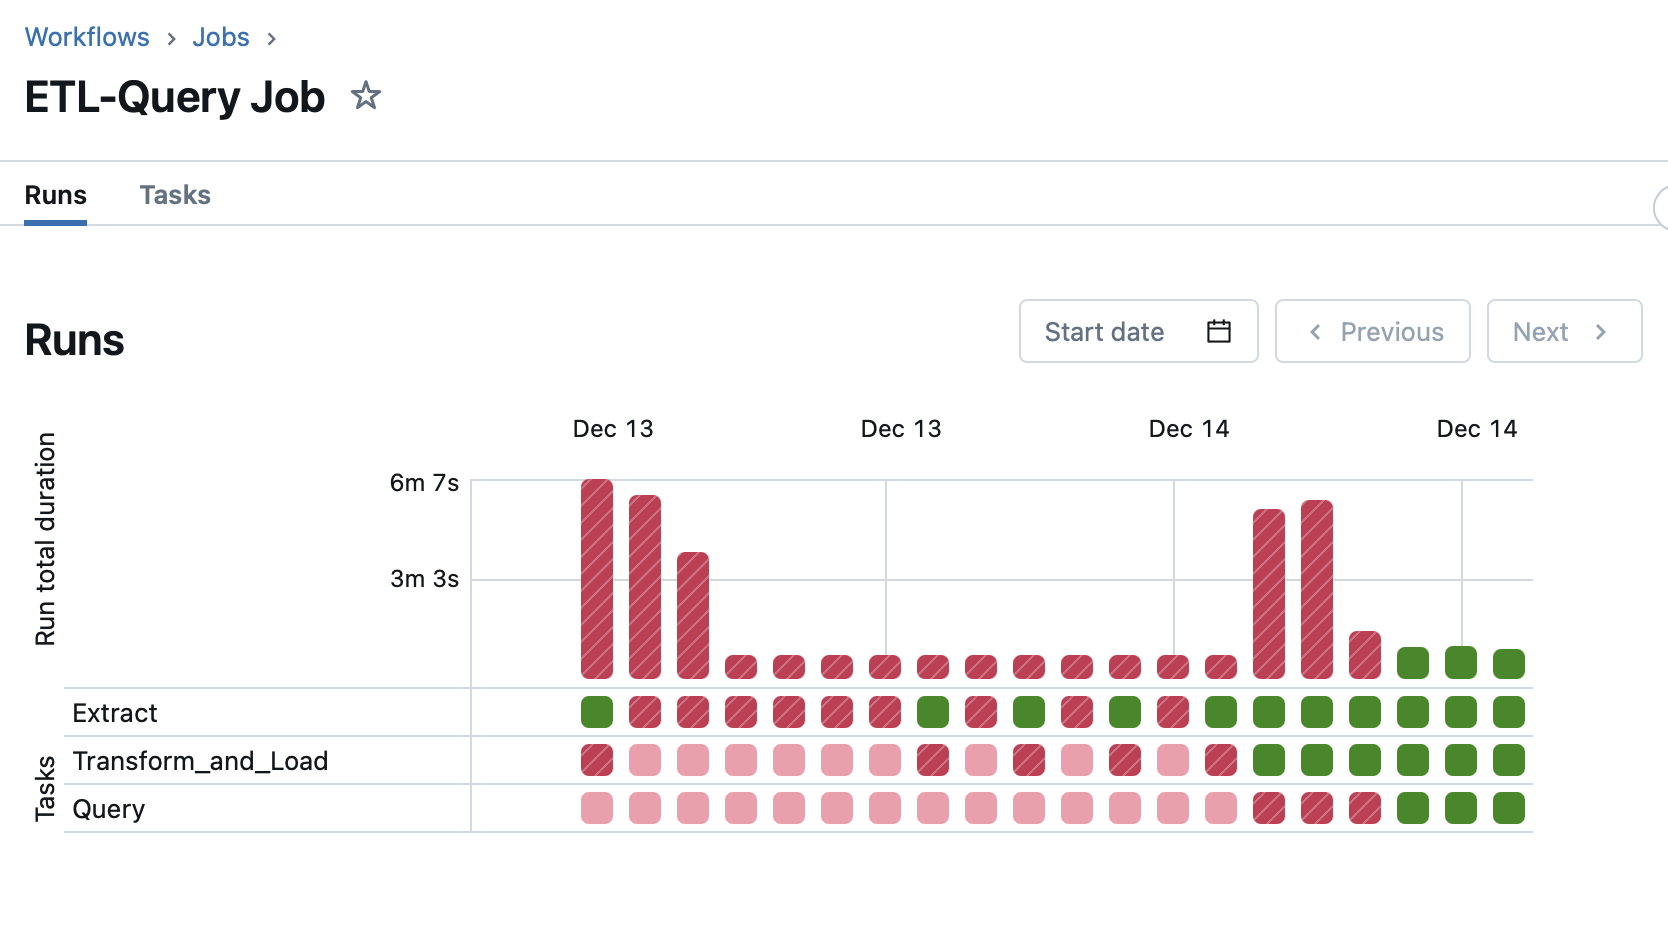 Workflows > Jobs >
ETL-Query Job
Runs Tasks
Runs
Start date
Previous
Next
Dec 13 Dec 13 Dec 14 Dec 14
Run total duration
6m 7s
3m 3s
Tasks
Extract
Transform_and_Load
Query